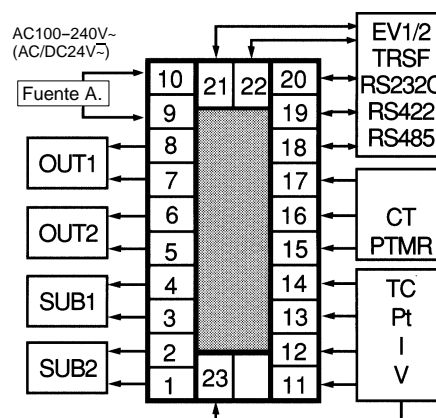 AC100–240V~
(AC/DC24V≂)
Fuente A.
OUT1
OUT2
SUB1
SUB2
10
9
8
7
6
5
4
3
2
1
21
22
23
20
19
18
17
16
15
14
13
12
11
EV1/2
TRSF
RS232C
RS422
RS485
CT
PTMR
TC
Pt
I
V